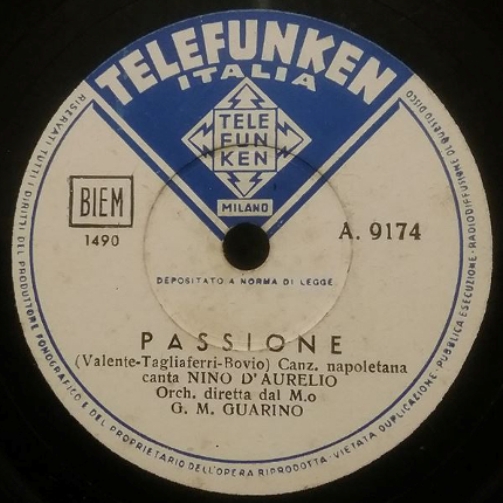 TELEFUNKEN
ITALIA
TELE
FUN
KEN
MILANO
BIEM
1490
A. 9174
DEPOSITATO A NORMA DI LEGGE
PASSIONE
(Valente-Tagliaferri-Bovio) Canz. napoletana
canta NINO D'AURELIO
Orch. diretta dal M.o
G. M. GUARINO
RISERVATI TUTTI I DIRITTI DEL PRODUTTORE FONOGRAFICO E DEL PROPRIETARIO DELL'OPERA RIPRODOTTA - VIETATA DUPLICAZIONE - PUBBLICA ESECUZIONE - RADIODIFFUSIONE DI QUESTO DISCO